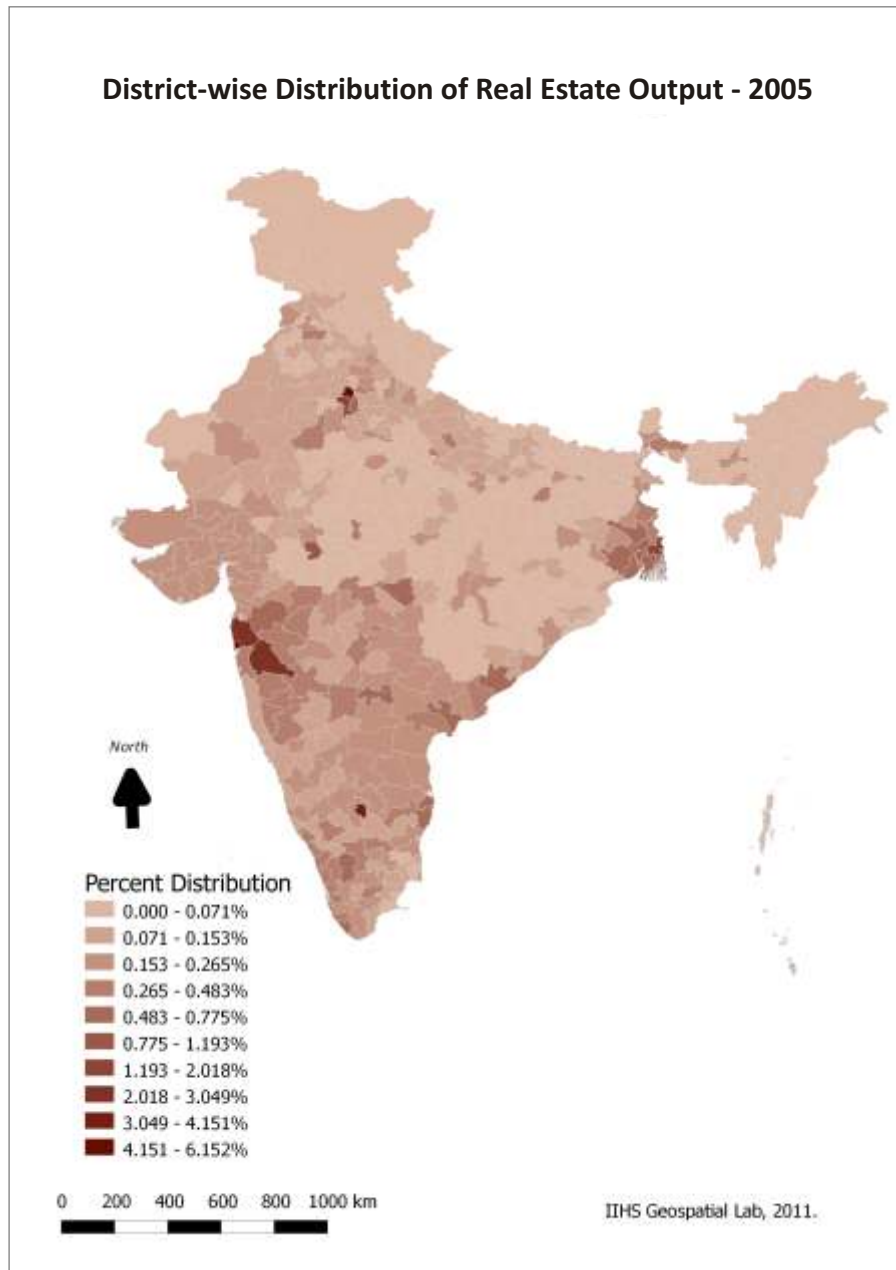 District-wise Distribution of Real Estate Output - 2005
North
Percent Distribution
0.000 - 0.071%
0.071 - 0.153%
0.153 - 0.265%
0.265 - 0.483%
0.483 - 0.775%
0.775 - 1.193%
1.193 - 2.018%
2.018 - 3.049%
3.049 - 4.151%
4.151 - 6.152%
0 200 400 600 800 1000 km
IIHS Geospatial Lab, 2011.